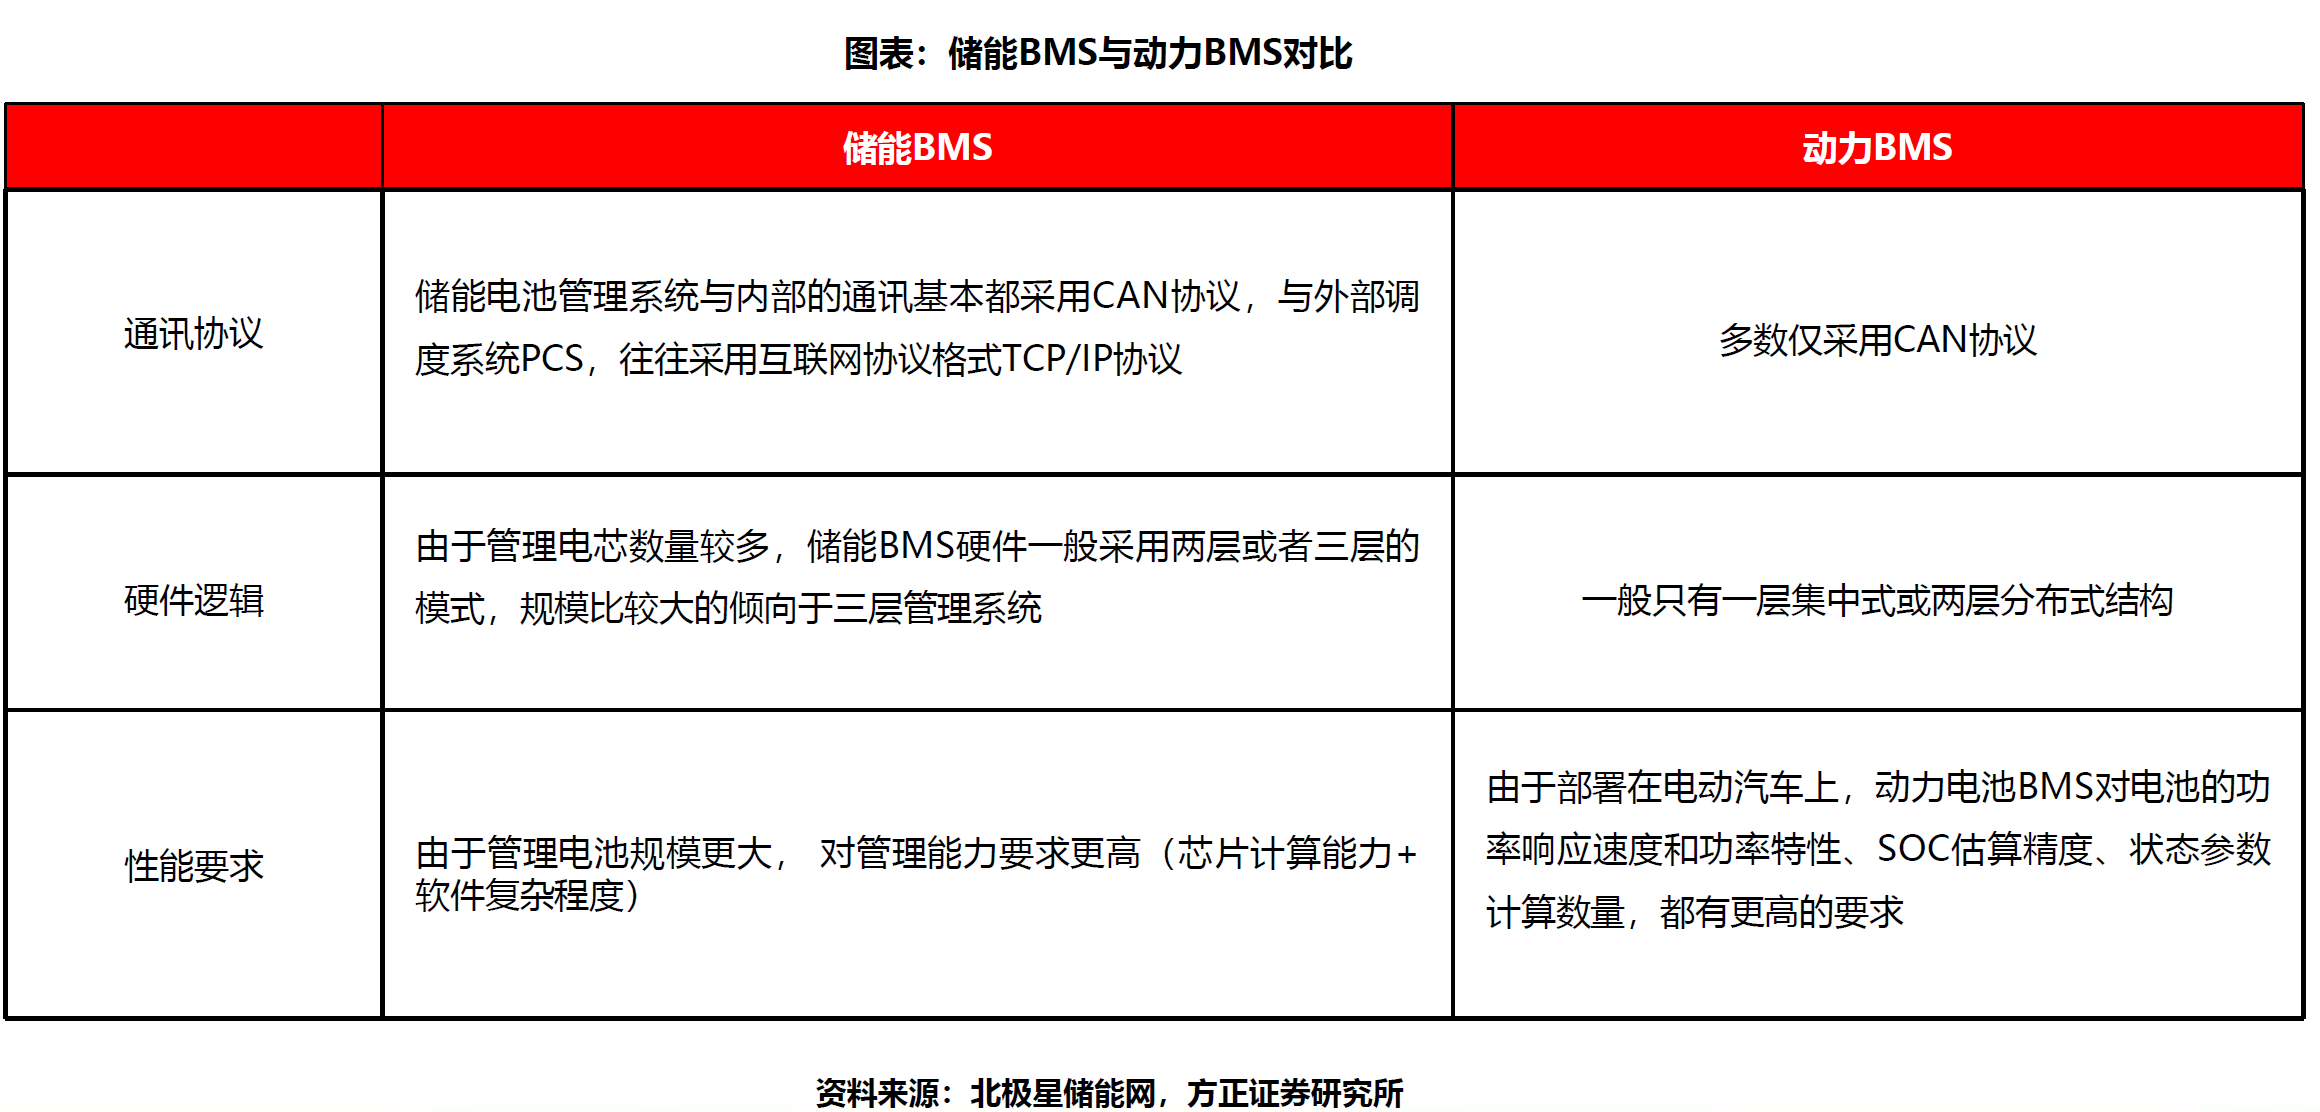 图表：储能BMS与动力BMS对比
储能BMS
动力BMS
通讯协议
储能电池管理系统与内部的通讯基本都采用CAN协议，与外部调
度系统PCS，往往采用互联网协议格式TCP/IP协议
多数仅采用CAN协议
硬件逻辑
由于管理电芯数量较多，储能BMS硬件一般采用两层或者三层的
模式，规模比较大的倾向于三层管理系统
一般只有一层集中式或两层分布式结构
性能要求
由于管理电池规模更大， 对管理能力要求更高（芯片计算能力+
软件复杂程度）
由于部署在电动汽车上，动力电池BMS对电池的功
率响应速度和功率特性、SOC估算精度、状态参数
计算数量，都有更高的要求
资料来源：北极星储能网，方正证券研究所